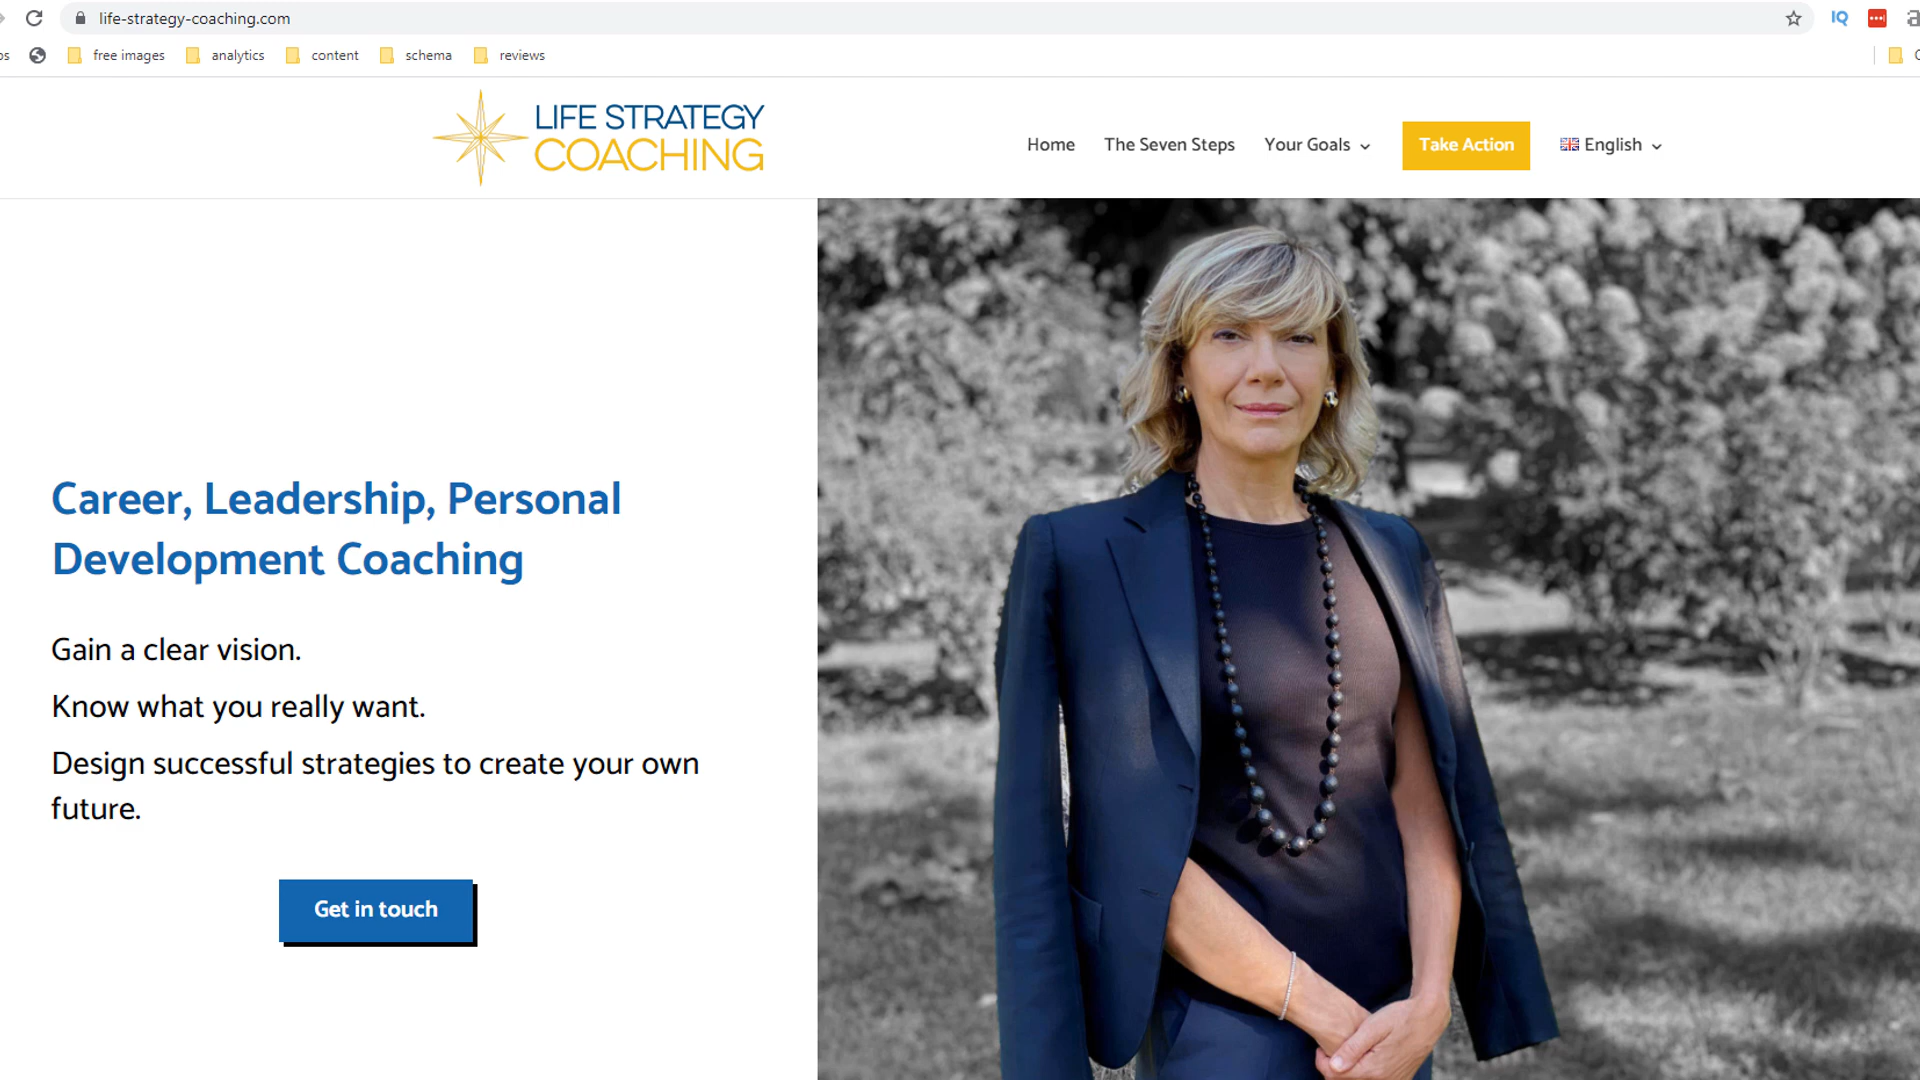 life-strategy-coaching.com
IQ
free images
analytics
content
schema
reviews
LIFE STRATEGY
COACHING
Home
The Seven Steps
Your Goals
Take Action
English
Career, Leadership, Personal
Development Coaching
Gain a clear vision.
Know what you really want.
Design successful strategies to create your own
future.
Get in touch